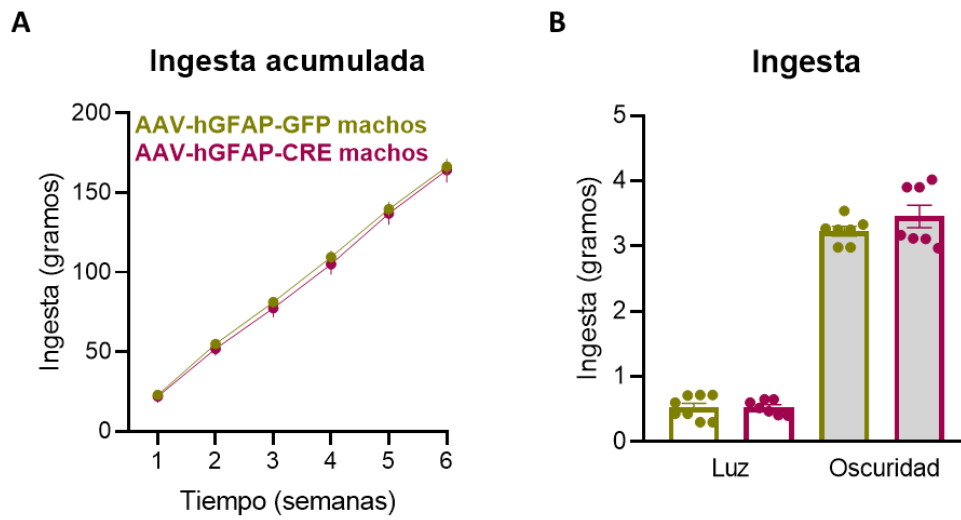 A
Ingesta acumulada
AAV-hGFAP-GFP machos
AAV-hGFAP-CRE machos
Ingesta (gramos)
200
150
100
50
0
1 2 3 4 5 6
Tiempo (semanas)
B
Ingesta
Ingesta (gramos)
5
4
3
2
1
0
Luz Oscuridad